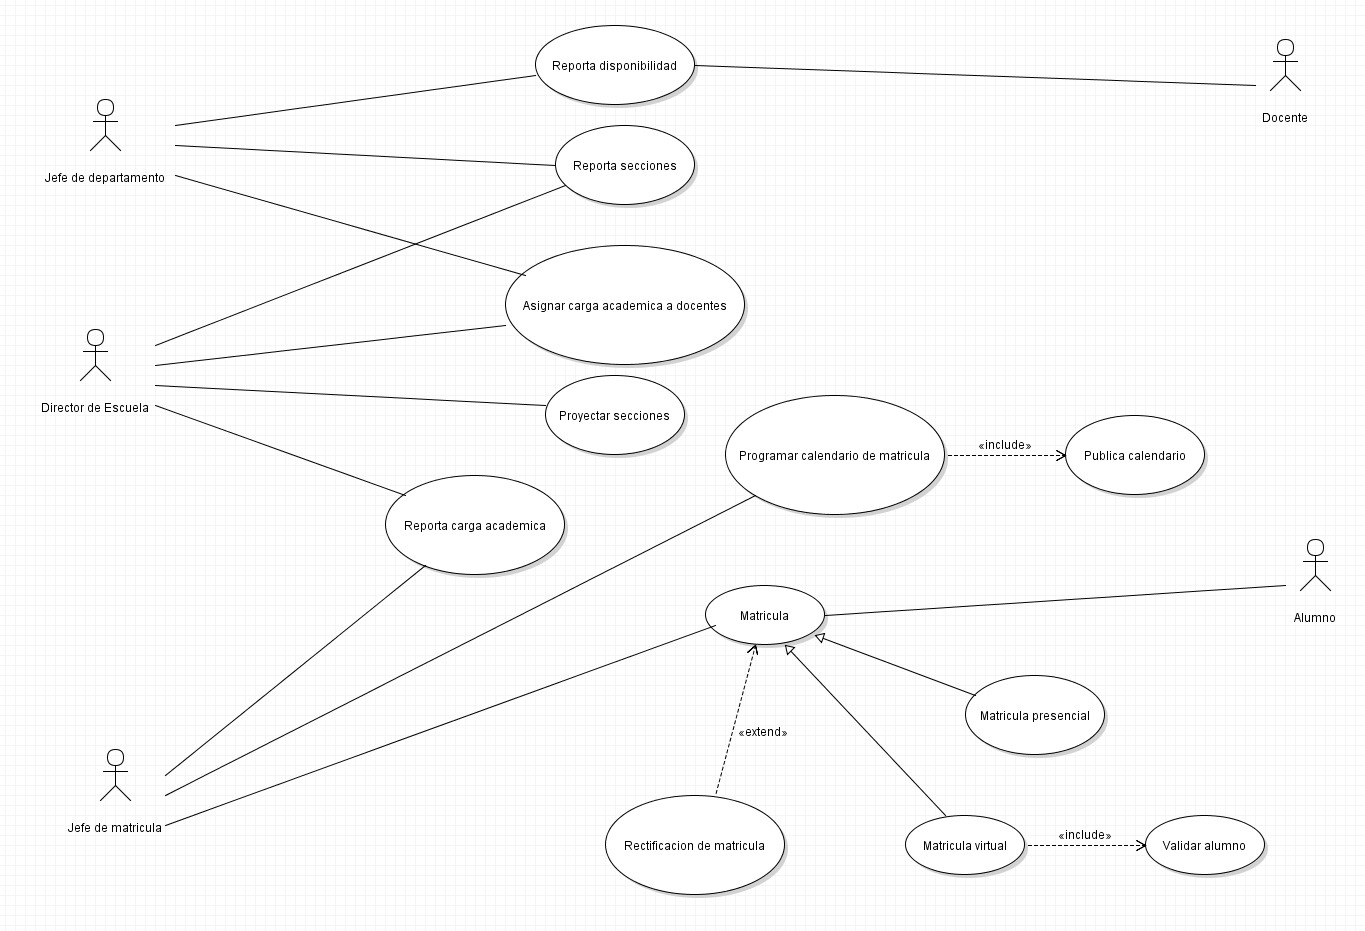 Reporta disponibilidad
Docente
Jefe de departamento
Reporta secciones
Asignar carga academica a docentes
Director de Escuela
Proyectar secciones
Programar calendario de matricula
«include»
Publica calendario
Reporta carga academica
Matricula
Alumno
Matricula presencial
«extend»
Jefe de matricula
Rectificacion de matricula
Matricula virtual
«include»
Validar alumno